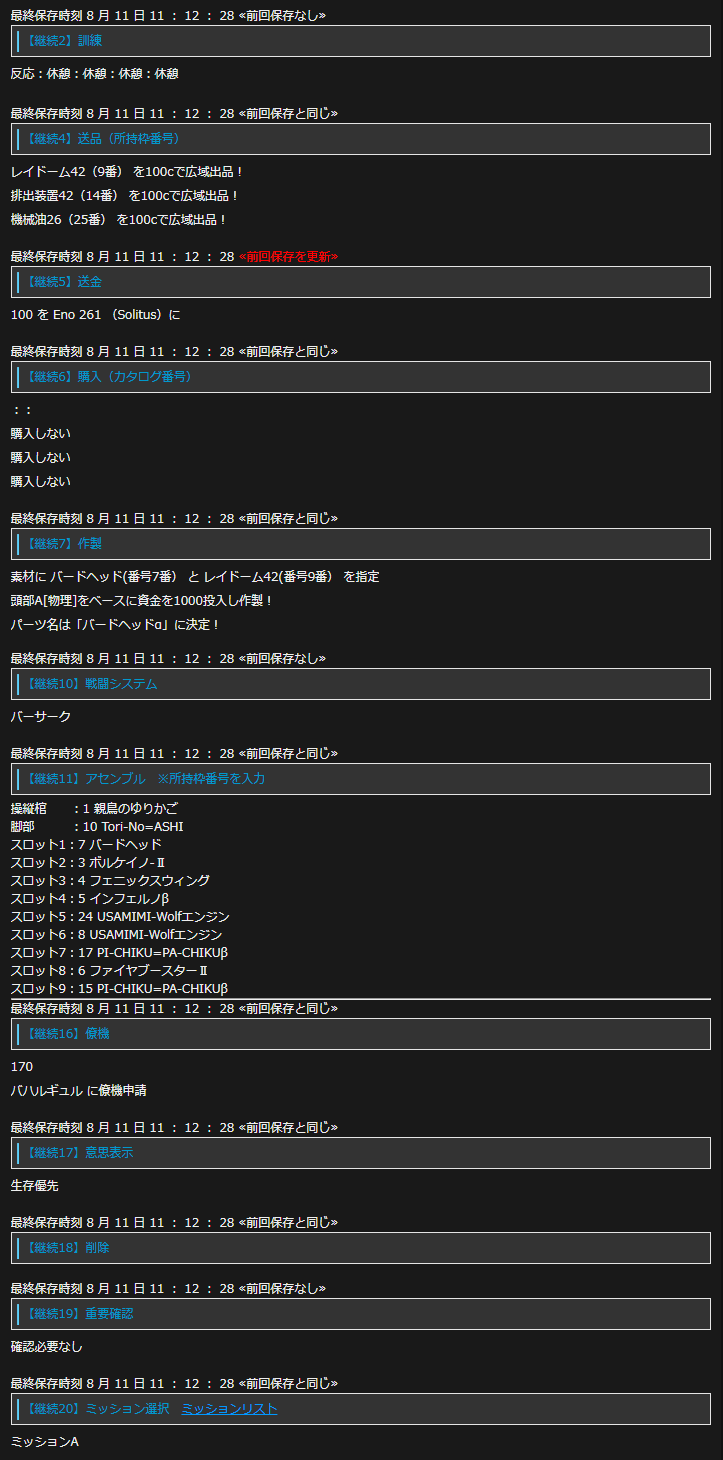 最終保存時刻 8 月 11 日 11 ： 12 ： 28 «前回保存なし»
【継続2】訓練
反応：休憩：休憩：休憩：休憩
最終保存時刻 8 月 11 日 11 ： 12 ： 28 «前回保存と同じ»
【継続4】送品（所持枠番号）
レイドーム42（9番） を100cで広域出品！
排出装置42（14番） を100cで広域出品！
機械油26（25番） を100cで広域出品！
最終保存時刻 8 月 11 日 11 ： 12 ： 28 «前回保存を更新»
【継続5】送金
100 を Eno 261 （Solitus）に
最終保存時刻 8 月 11 日 11 ： 12 ： 28 «前回保存と同じ»
【継続6】購入（カタログ番号）
：：
購入しない
購入しない
購入しない
最終保存時刻 8 月 11 日 11 ： 12 ： 28 «前回保存と同じ»
【継続7】作製
素材に バードヘッド(番号7番） と レイドーム42(番号9番） を指定
頭部A[物理]をベースに資金を1000投入し作製！
パーツ名は「バードヘッドα」に決定！
最終保存時刻 8 月 11 日 11 ： 12 ： 28 «前回保存なし»
【継続10】戦闘システム
バーサーク
最終保存時刻 8 月 11 日 11 ： 12 ： 28 «前回保存と同じ»
【継続11】アセンブル　※所持枠番号を入力
操縦棺　　：1 親鳥のゆりかご
脚部　　　：10 Tori-No=ASHI
スロット1：7 バードヘッド
スロット2：3 ボルケイノ-Ⅱ
スロット3：4 フェニックスウィング
スロット4：5 インフェルノβ
スロット5：24 USAMIMI-Wolfエンジン
スロット6：8 USAMIMI-Wolfエンジン
スロット7：17 PI-CHIKU=PA-CHIKUβ
スロット8：6 ファイヤブースターⅡ
スロット9：15 PI-CHIKU=PA-CHIKUβ
最終保存時刻 8 月 11 日 11 ： 12 ： 28 «前回保存と同じ»
【継続16】僚機
170
バハルギュル に僚機申請
最終保存時刻 8 月 11 日 11 ： 12 ： 28 «前回保存と同じ»
【継続17】意思表示
生存優先
最終保存時刻 8 月 11 日 11 ： 12 ： 28 «前回保存と同じ»
【継続18】削除
最終保存時刻 8 月 11 日 11 ： 12 ： 28 «前回保存なし»
【継続19】重要確認
確認必要なし
最終保存時刻 8 月 11 日 11 ： 12 ： 28 «前回保存と同じ»
【継続20】ミッション選択　ミッションリスト
ミッションA